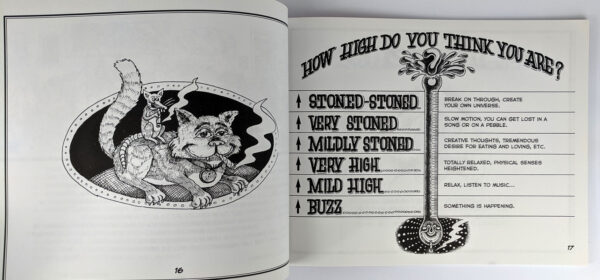 16
HOW HIGH DO YOU THINK YOU ARE?
STONED-STONED
BREAK ON THROUGH, CREATE
YOUR OWN UNIVERSE.
VERY STONED
SLOW MOTION, YOU CAN GET LOST IN A
SONG OR ON A PEBBLE.
MILDLY STONED
CREATIVE THOUGHTS, TREMENDOUS
DESIRE FOR EATING AND LOVING, ETC.
VERY HIGH
TOTALLY RELAXED, PHYSICAL SENSES
HEIGHTENED.
MILD HIGH
RELAX, LISTEN TO MUSIC...
BUZZ
SOMETHING IS HAPPENING.
17